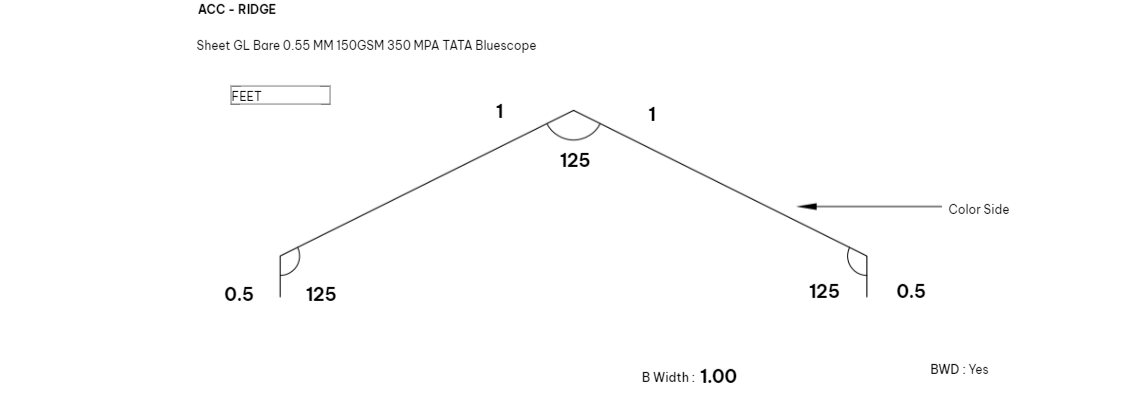 ACC - RIDGE
Sheet GL Bare 0.55 MM 150GSM 350 MPA TATA Bluescope
FEET
1
1
125
Color Side
0.5
125
125
0.5
B Width : 1.00
BWD : Yes